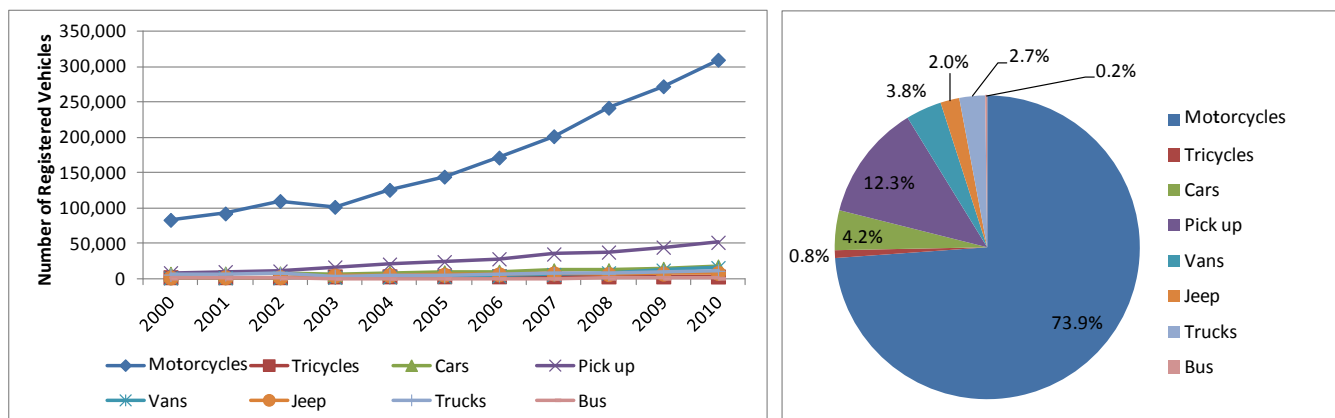 Number of Registered Vehicles
350,000
300,000
250,000
200,000
150,000
100,000
50,000
0
2000 2001 2002 2003 2004 2005 2006 2007 2008 2009 2010
Motorcycles Tricycles Cars Pick up
Vans Jeep Trucks Bus
2.0% 2.7% 0.2%
3.8%
12.3%
4.2%
0.8%
73.9%
Motorcycles
Tricycles
Cars
Pick up
Vans
Jeep
Trucks
Bus